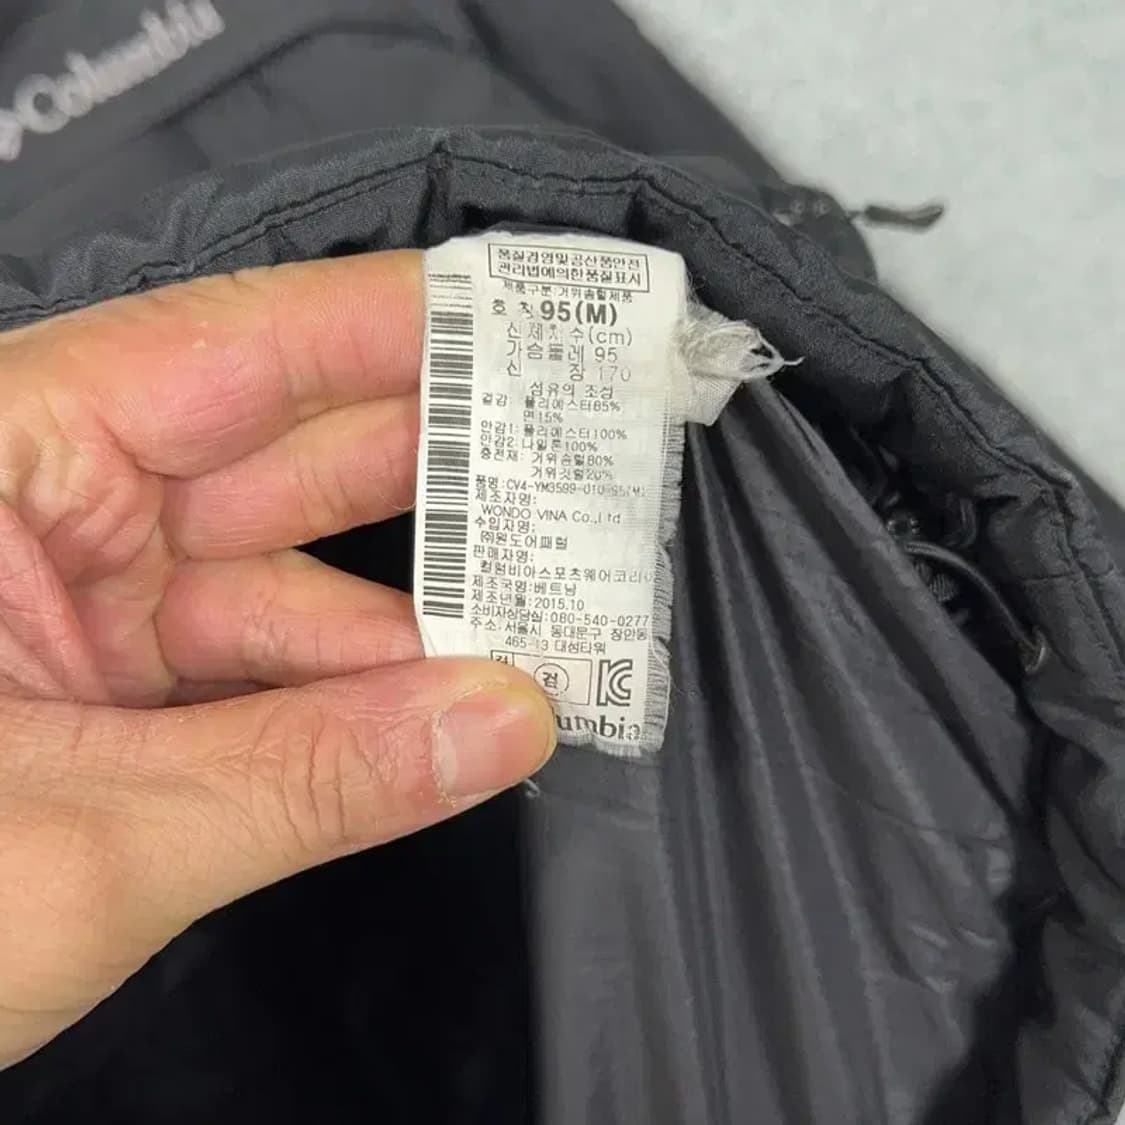 Columbia
품질경영및공산품안전
관리법에의한품질표시
제품구분:거위솜털제품
호 칭 95(M)
신체치수(cm)
가슴둘레 95
신 장 170
섬유의 조성
겉감: 폴리에스터85%
면15%
안감1: 폴리에스터100%
안감2: 나일론100%
충전재: 거위솜털80%
거위깃털20%
품명:CV4-YM3599-010-95(M)
제조자명:
WONDO VINA Co.,Ltd
수입자명:
㈜원도어패럴
판매자명:
컬럼비아스포츠웨어코리아
제조국명:베트남
제조년월:2015.10
소비자상담실:080-540-0277
주소:서울시 동대문구 장안동
465-13 대성타워
검
umbia